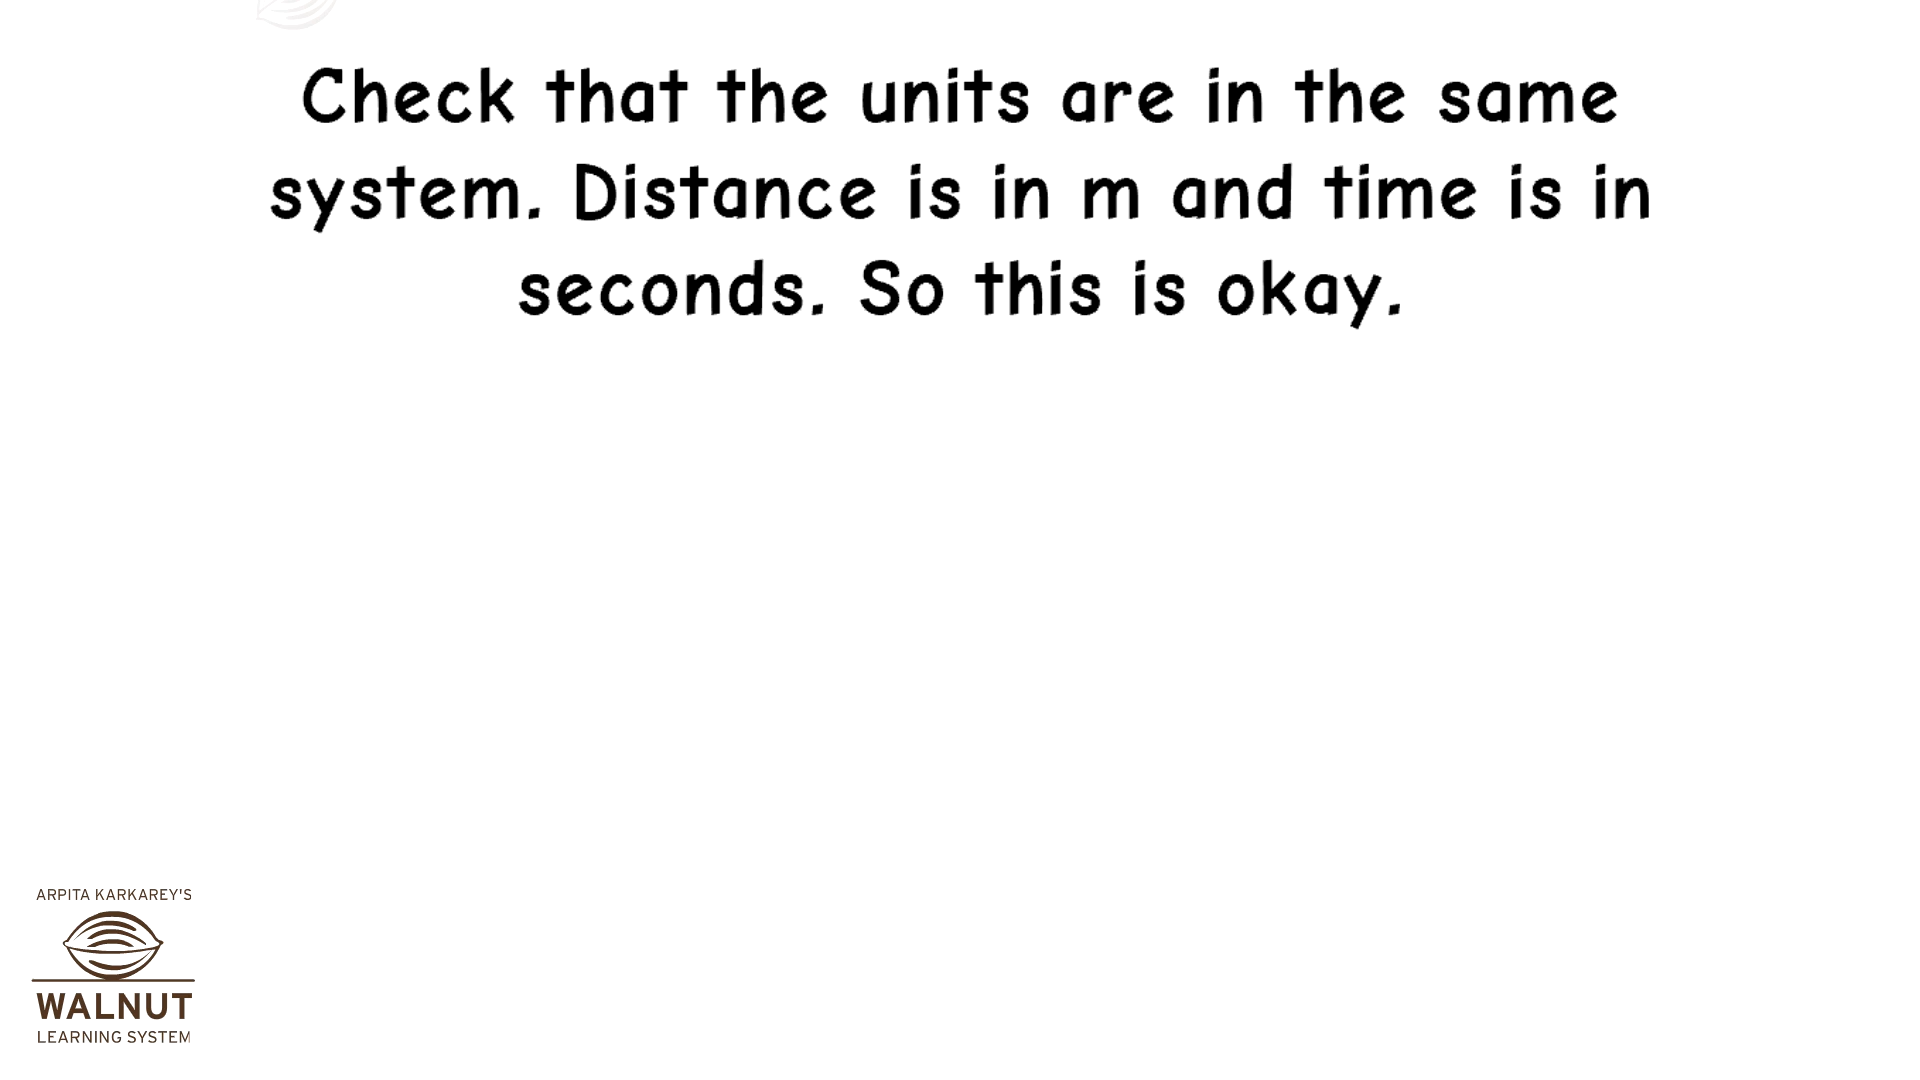 Check that the units are in the same
system. Distance is in m and time is in
seconds. So this is okay.
ARPITA KARKAREY'S
WALNUT
LEARNING SYSTEM